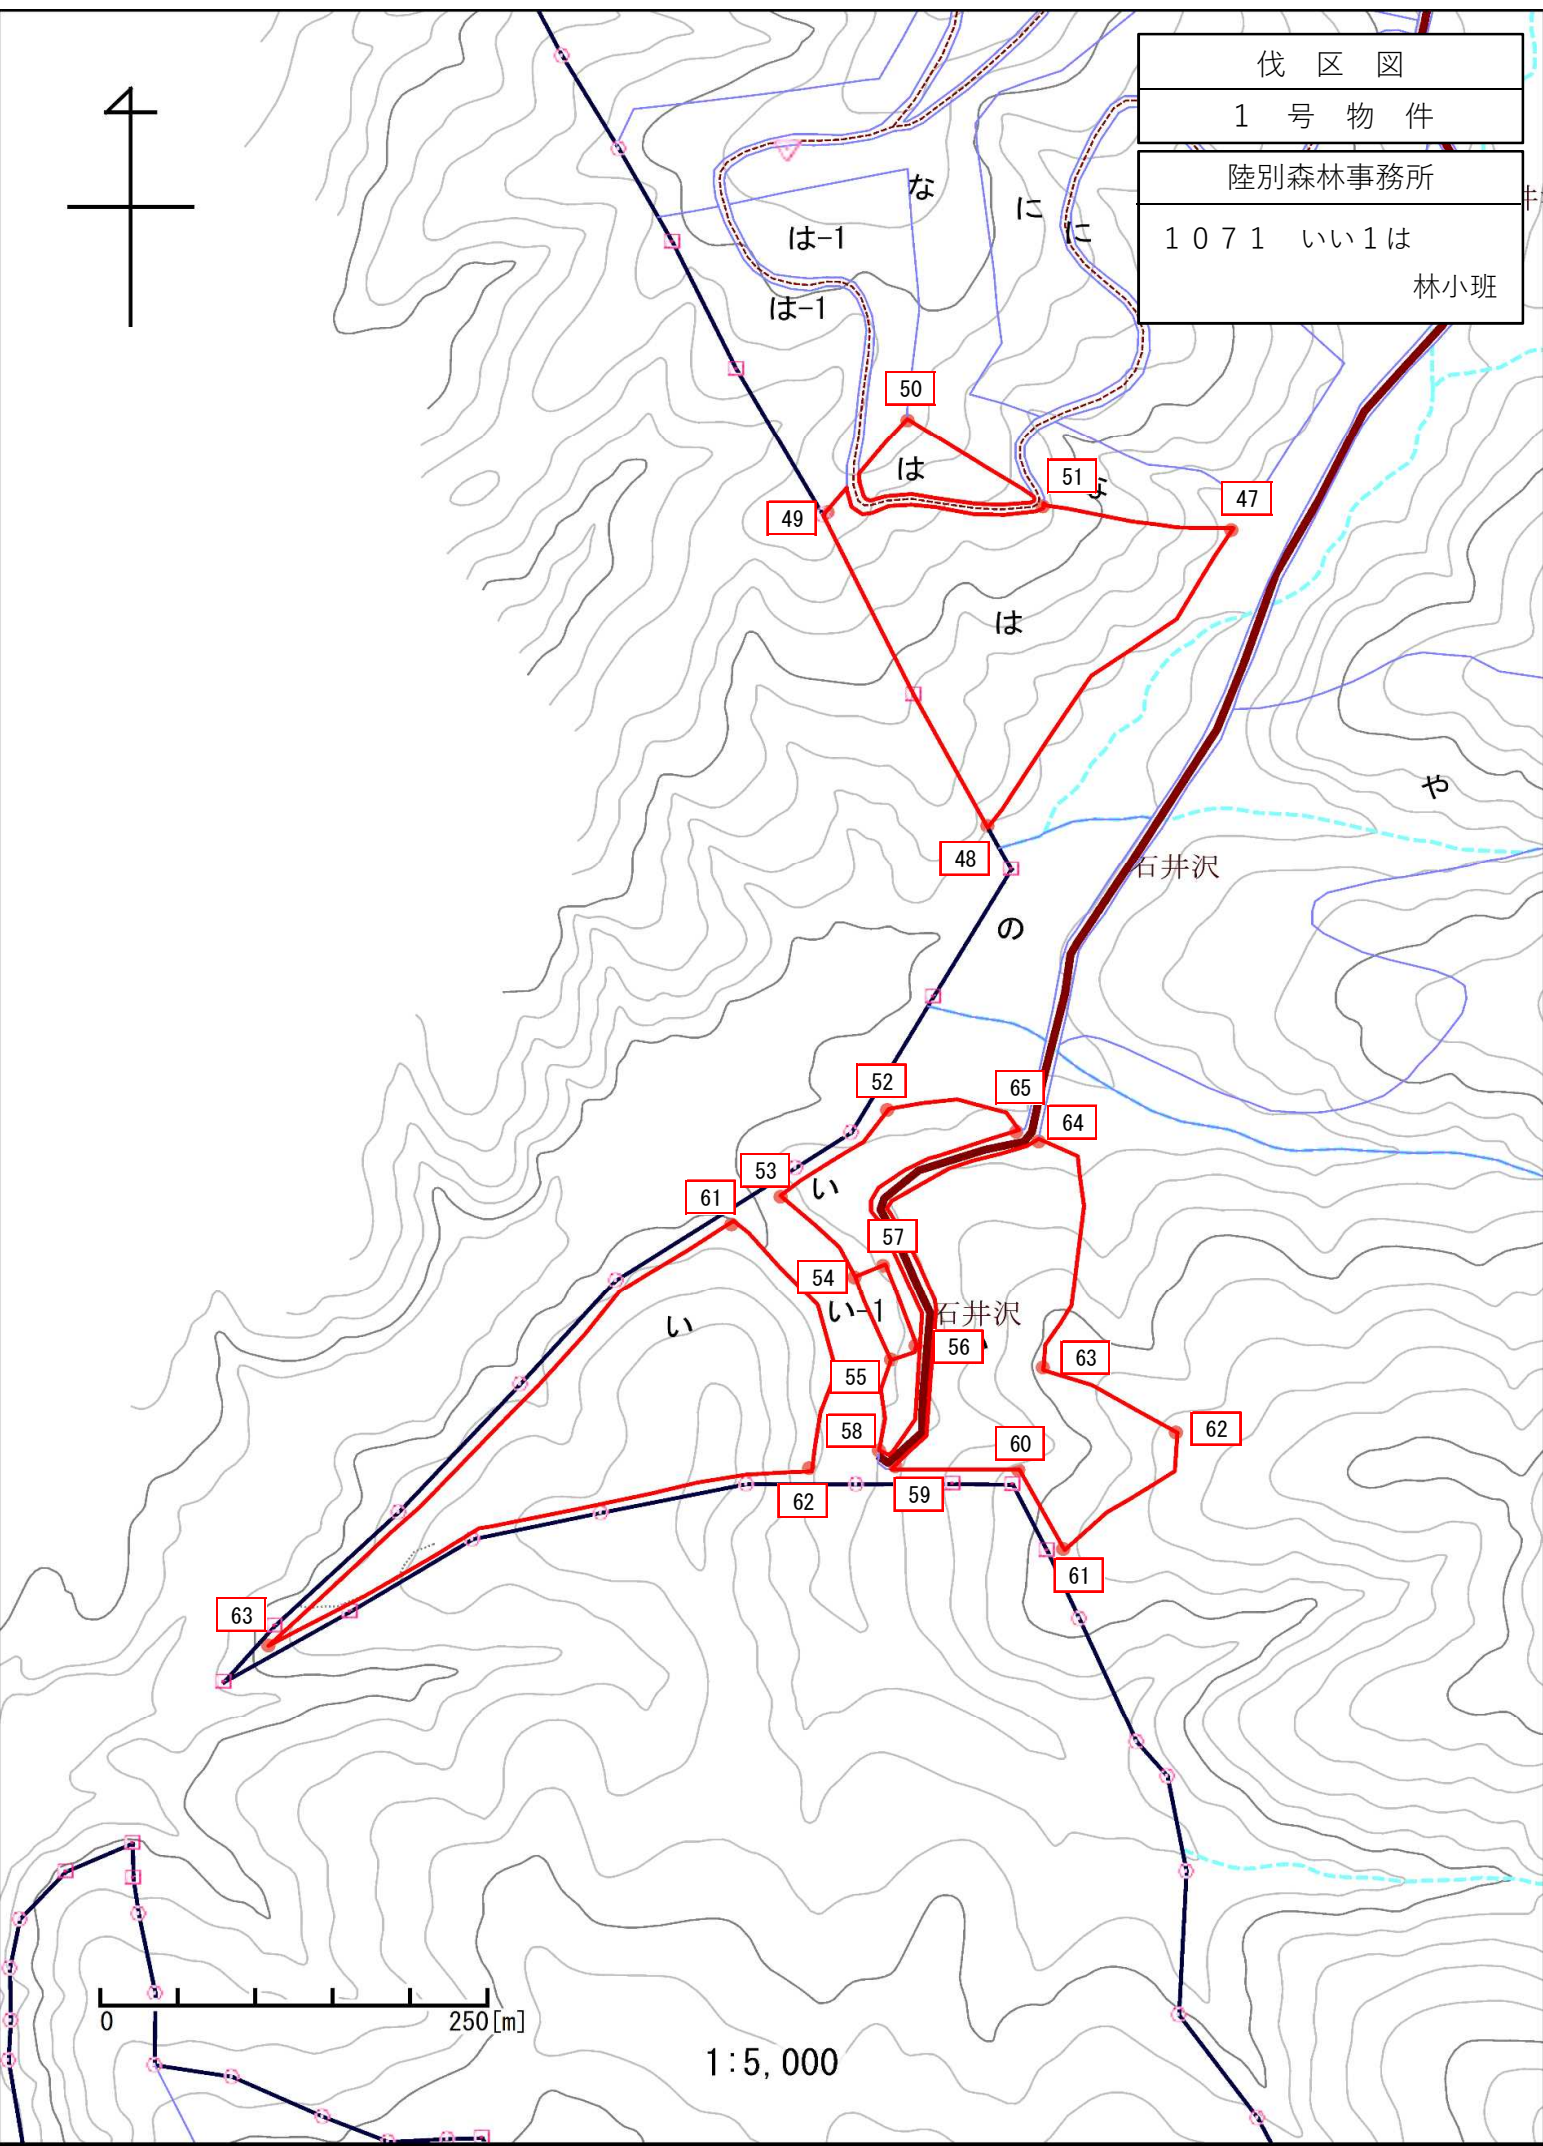 伐 区 図
1 号 物 件
陸別森林事務所
1071 いい1は
林小班
な
に
に
は-1
は-1
50
は
51
47
49
は
や
48
石井沢
の
52
65
64
53
い
61
57
54
い-1
石井沢
い
56
63
55
58
62
60
62
59
61
63
0
250[m]
1:5,000